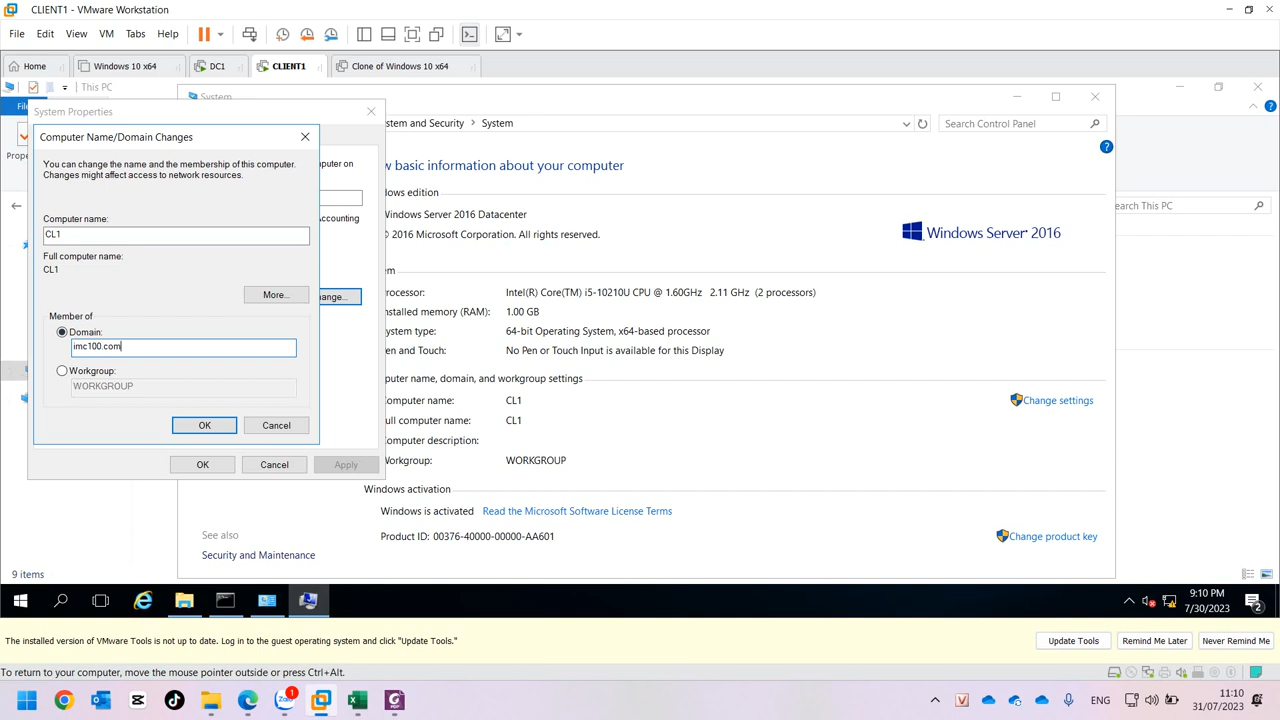 CLIENT1 - VMware Workstation
File Edit View VM Tabs Help
Home Windows 10 x64 DC1 CLIENT1 Clone of Windows 10 x64
This PC
System
System Properties
stem and Security > System
Search Control Panel
Computer Name/Domain Changes
You can change the name and the membership of this computer.
Changes might affect access to network resources.
Computer name:
CL1
Full computer name:
CL1
More...
Member of
Domain:
imc100.com
Workgroup:
WORKGROUP
OK Cancel
OK Cancel Apply
mputer on
Accounting
ange...
w basic information about your computer
dows edition
Windows Server 2016 Datacenter
© 2016 Microsoft Corporation. All rights reserved.
Windows Server 2016
em
Processor: Intel(R) Core(TM) i5-10210U CPU @ 1.60GHz 2.11 GHz (2 processors)
nstalled memory (RAM): 1.00 GB
ystem type: 64-bit Operating System, x64-based processor
en and Touch: No Pen or Touch Input is available for this Display
puter name, domain, and workgroup settings
omputer name: CL1
Change settings
ull computer name: CL1
omputer description:
Workgroup: WORKGROUP
Windows activation
Windows is activated Read the Microsoft Software License Terms
Product ID: 00376-40000-00000-AA601
Change product key
See also
Security and Maintenance
earch This PC
9 items
9:10 PM
7/30/2023
2
The installed version of VMware Tools is not up to date. Log in to the guest operating system and click "Update Tools."
Update Tools Remind Me Later Never Remind Me
To return to your computer, move the mouse pointer outside or press Ctrl+Alt.
Zalo 1
ENG
11:10
31/07/2023